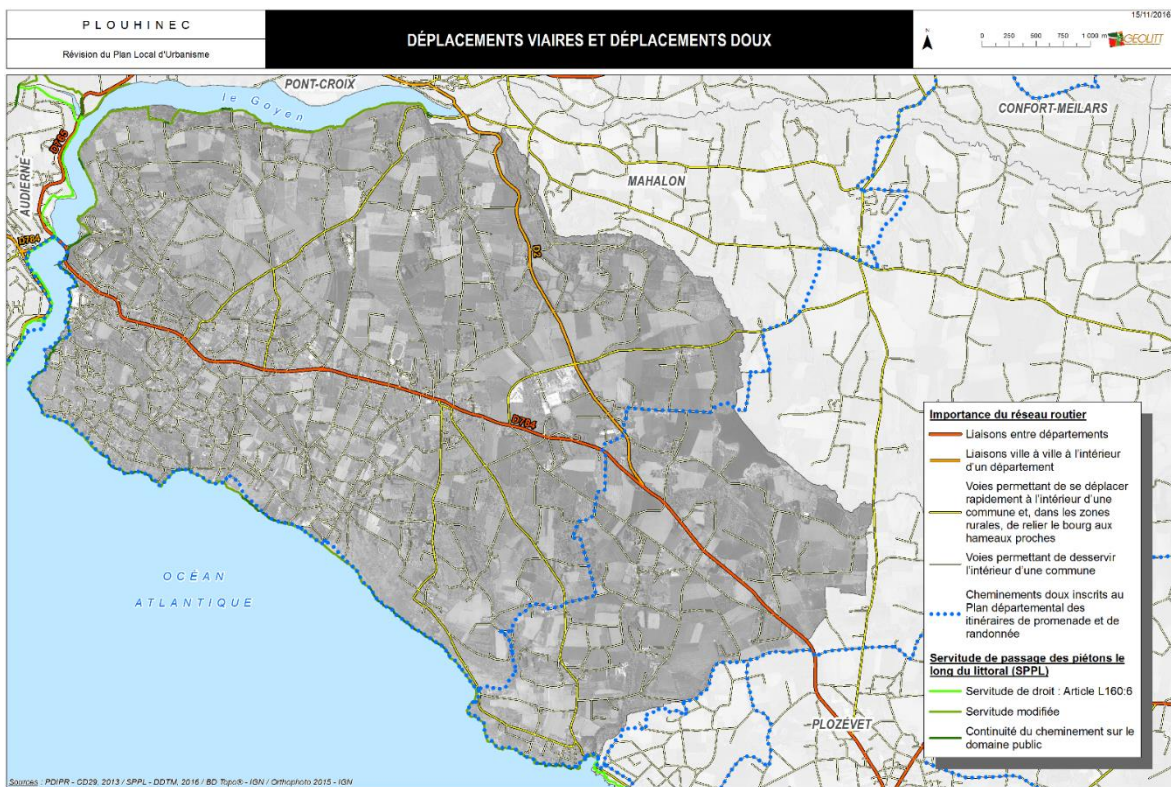 PLOUHINEC
Révision du Plan Local d'Urbanisme
DÉPLACEMENTS VIAIRES ET DÉPLACEMENTS DOUX
15/11/2016
N
0 250 500 750 1 000 m
GEOLITT
PONT-CROIX
le Goyen
CONFORT-MEILARS
D765
AUDIERNE
MAHALON
D784
D2
D784
OCÉAN
ATLANTIQUE
PLOZÉVET
Importance du réseau routier
Liaisons entre départements
Liaisons ville à ville à l'intérieur
d'un département
Voies permettant de se déplacer
rapidement à l'intérieur d'une
commune et, dans les zones
rurales, de relier le bourg aux
hameaux proches
Voies permettant de desservir
l'intérieur d'une commune
Cheminements doux inscrits au
Plan départemental des
itinéraires de promenade et de
randonnée
Servitude de passage des piétons le
long du littoral (SPPL)
Servitude de droit : Article L160:6
Servitude modifiée
Continuité du cheminement sur le
domaine public
Sources : PDIPR - CD29, 2013 / SPPL - DDTM, 2016 / BD Topo® - IGN / Orthophoto 2015 - IGN